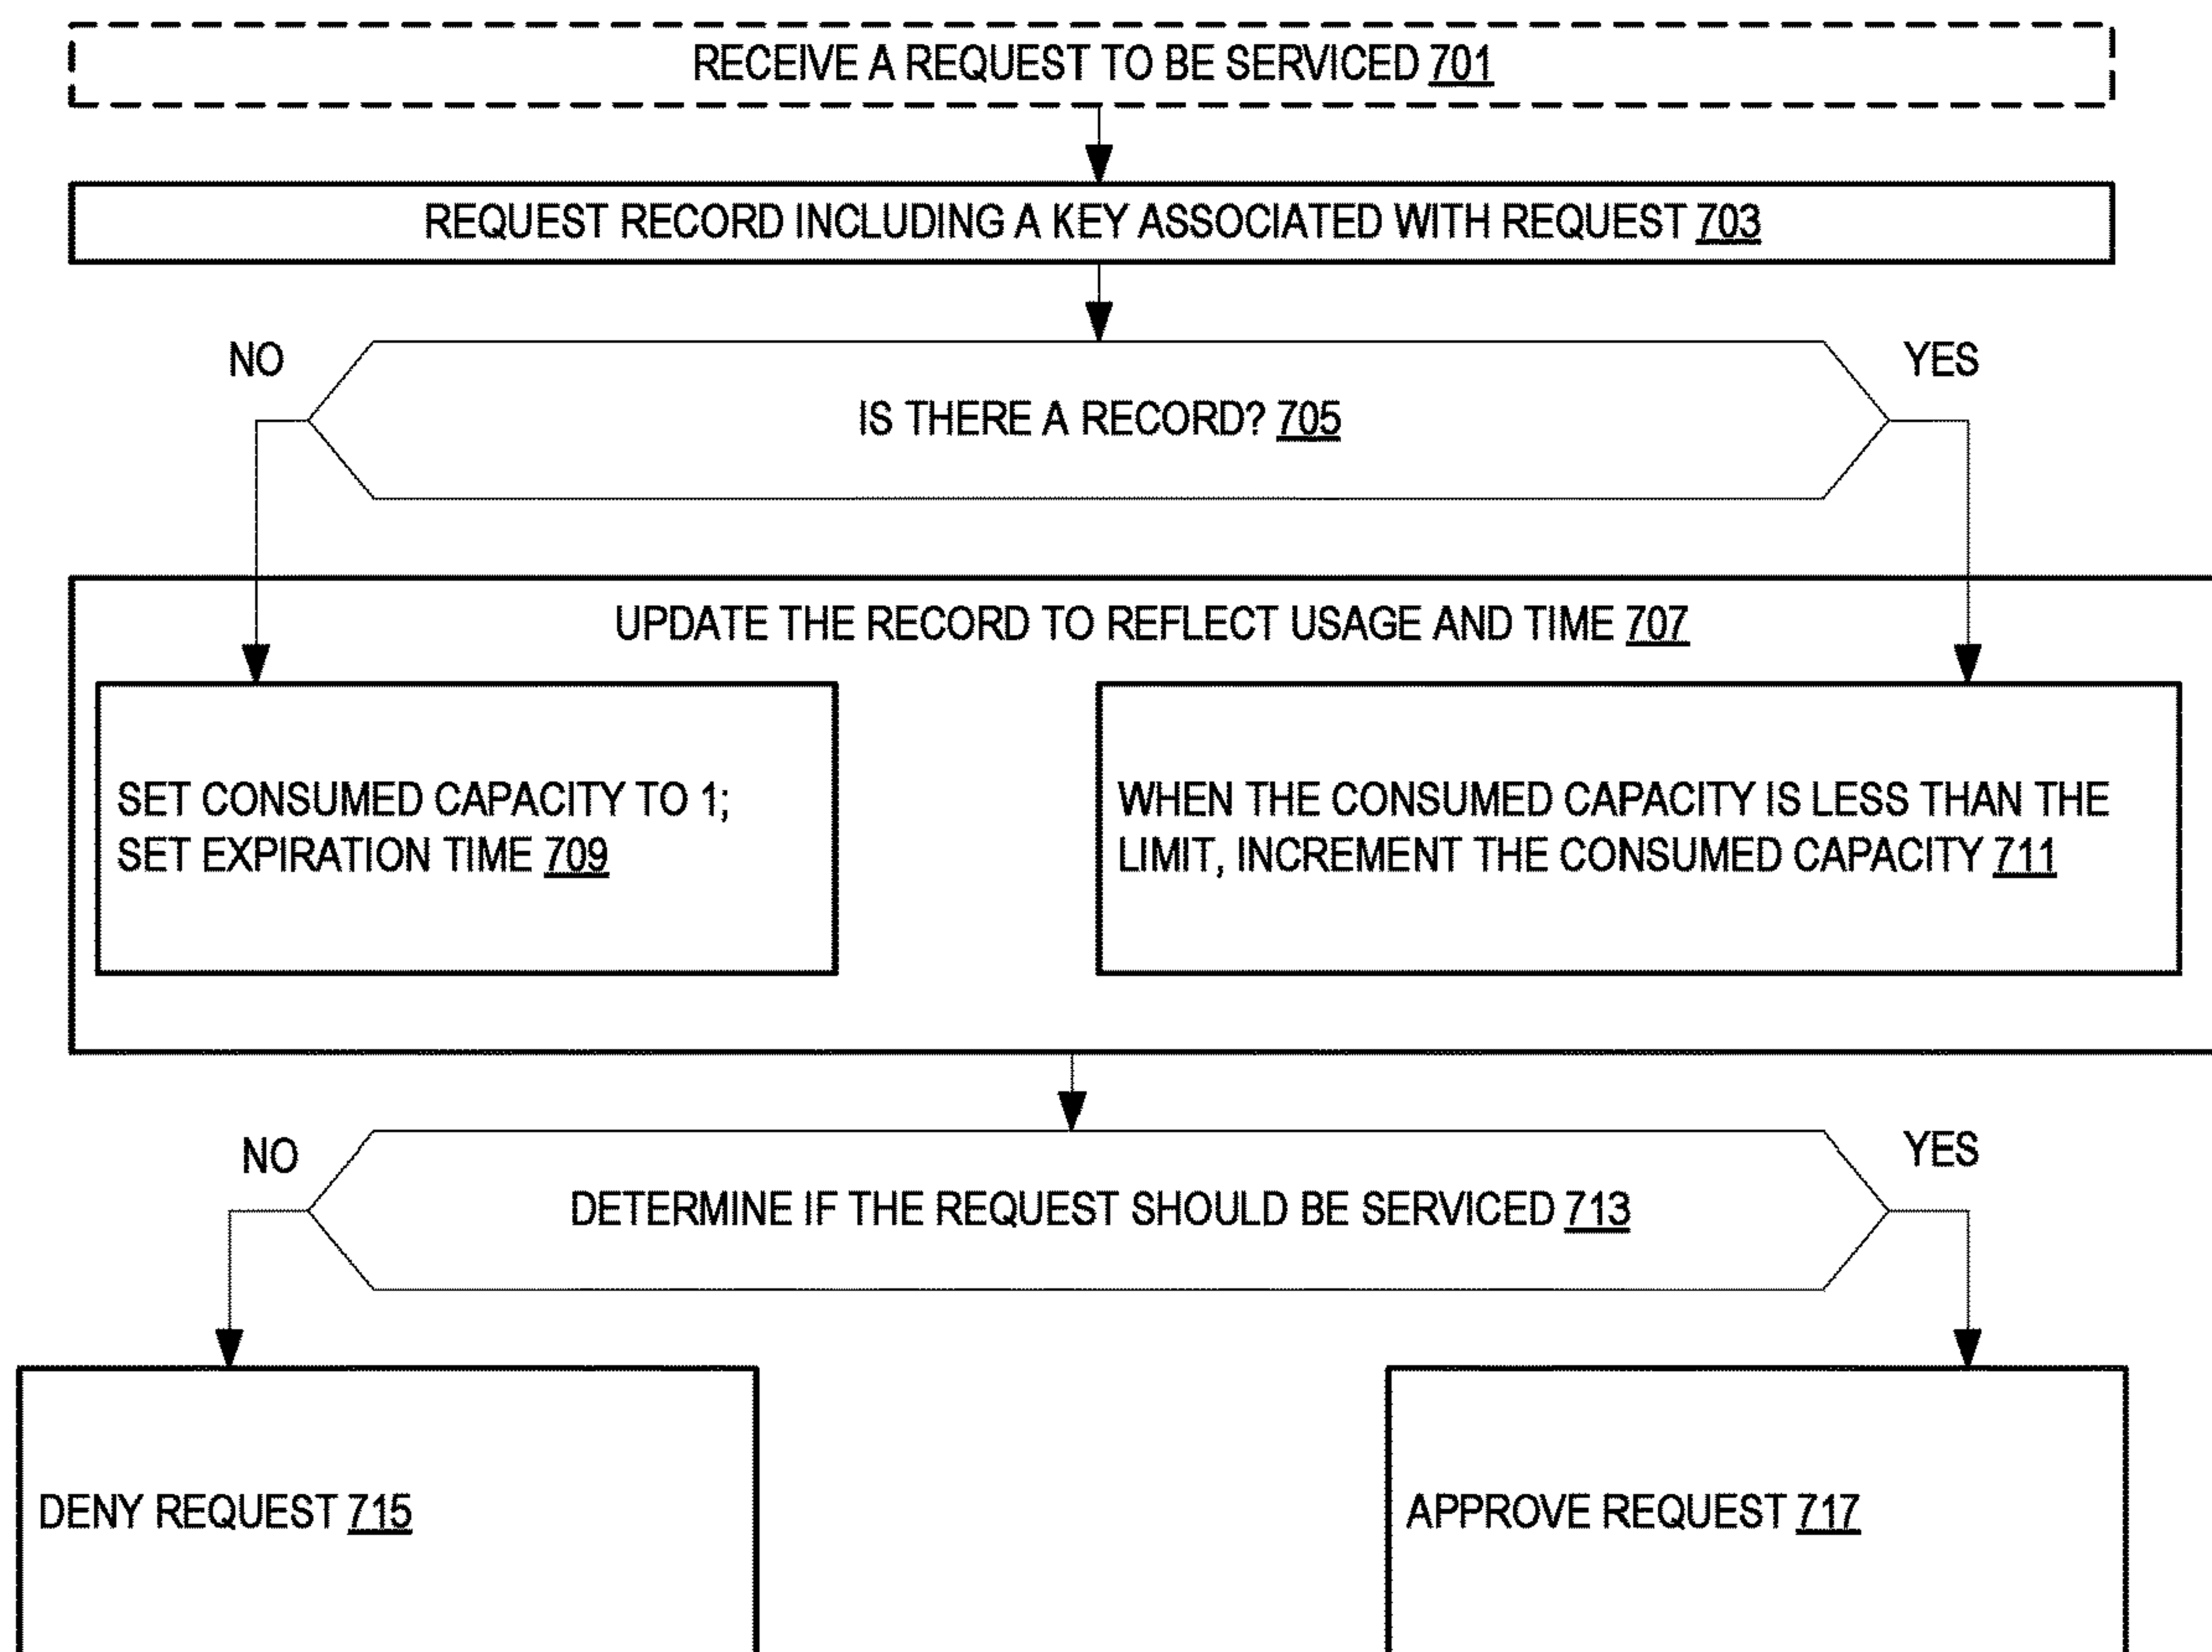 RECEIVE A REQUEST TO BE SERVICED 701
REQUEST RECORD INCLUDING A KEY ASSOCIATED WITH REQUEST 703
NO
YES
IS THERE A RECORD? 705
UPDATE THE RECORD TO REFLECT USAGE AND TIME 707
SET CONSUMED CAPACITY TO 1;
SET EXPIRATION TIME 709
WHEN THE CONSUMED CAPACITY IS LESS THAN THE
LIMIT, INCREMENT THE CONSUMED CAPACITY 711
NO
YES
DETERMINE IF THE REQUEST SHOULD BE SERVICED 713
DENY REQUEST 715
APPROVE REQUEST 717